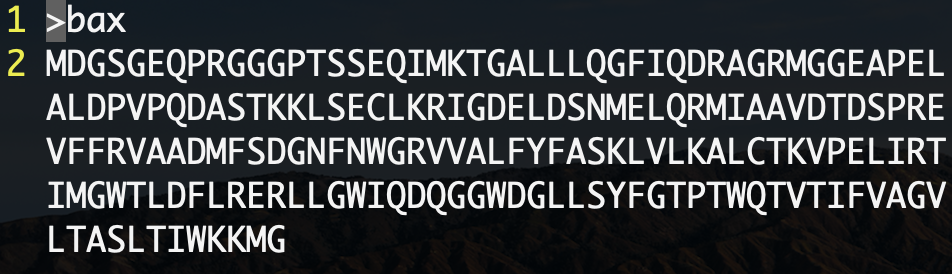 1 >bax
2 MDGSGEQPRGGGPTSSEQIMKTGALLLQGFIQDRAGRMGGEAPEL
ALDPVPQDASTKKLSECLKRIGDELDSNMELQRMIAAVDTDSPRE
VFFRVAADMFSDGNFNWGRVVALFYFASKLVLKALCTKVPELIRT
IMGWTLDFLRERLLGWIQDQGGWDGLLSYFGTPTWQTVTIFVAGV
LTASLTIWKKMG